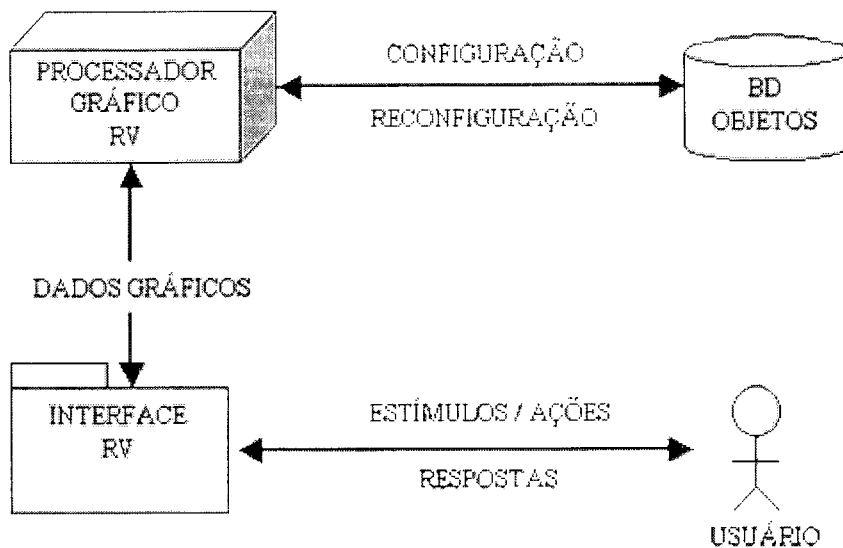 PROCESSADOR
GRÁFICO
RV
CONFIGURAÇÃO
RECONFIGURAÇÃO
BD
OBJETOS
DADOS GRÁFICOS
INTERFACE
RV
ESTÍMULOS / AÇÕES
RESPOSTAS
USUÁRIO